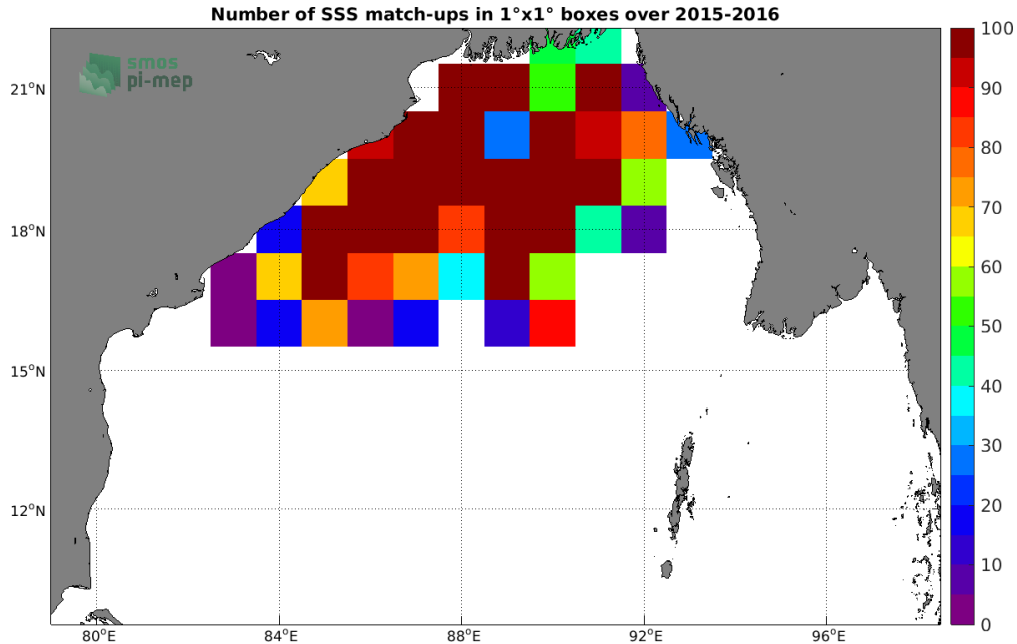 Number of SSS match-ups in 1°x1° boxes over 2015-2016
smos
pi-mep
21°N
18°N
15°N
12°N
80°E
84°E
88°E
92°E
96°E
100
90
80
70
60
50
40
30
20
10
0